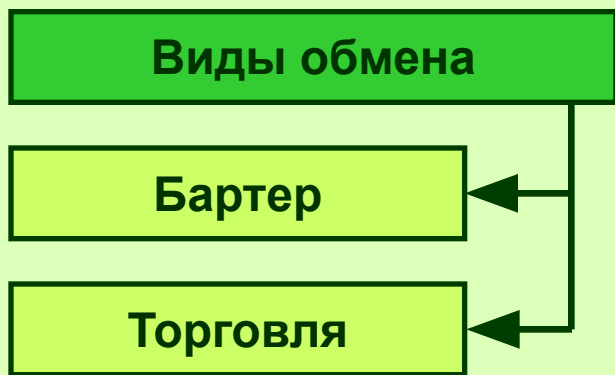 Виды обмена
Бартер
Торговля